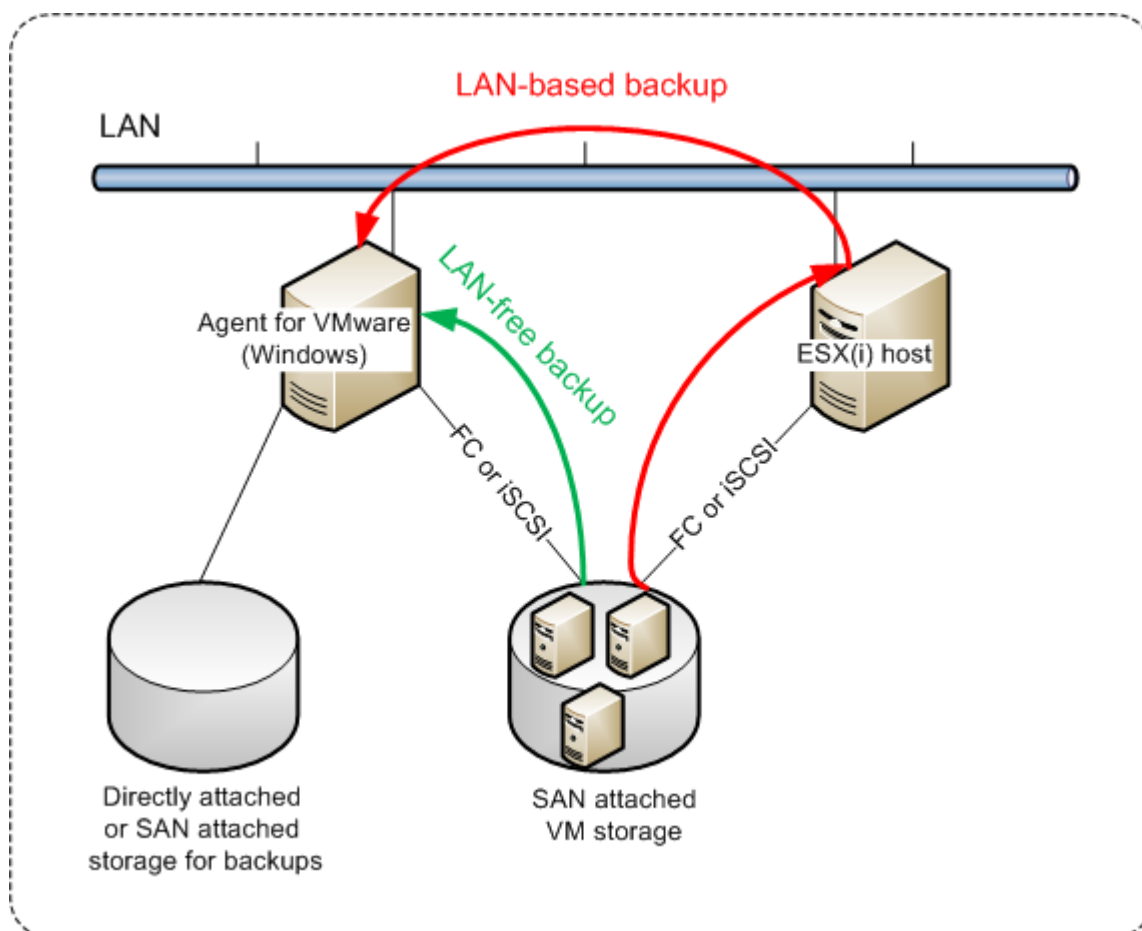 LAN-based backup
LAN
LAN-free backup
Agent for VMware
(Windows)
ESX(i) host
FC or iSCSI
FC or iSCSI
Directly attached
or SAN attached
storage for backups
SAN attached
VM storage